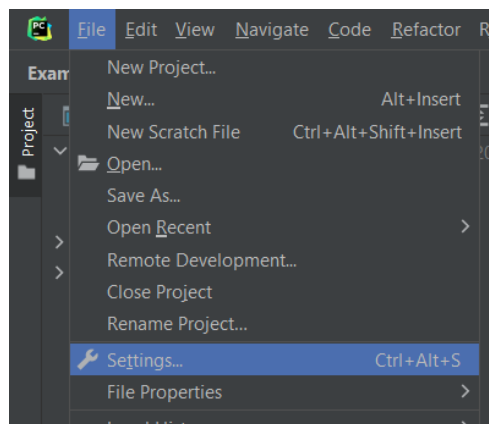 PC
File Edit View Navigate Code Refactor R
Exam
Project
New Project...
New... Alt+Insert
New Scratch File Ctrl+Alt+Shift+Insert
Open...
Save As...
Open Recent
Remote Development...
Close Project
Rename Project...
Settings... Ctrl+Alt+S
File Properties